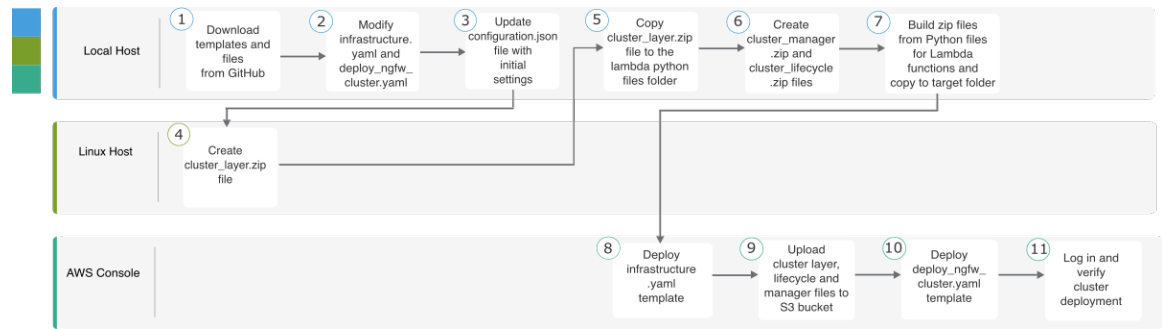 Local Host
1
Download
templates and
files
from GitHub
2
Modify
infrastructure.
yaml and
deploy_ngfw_
cluster.yaml
3
Update
configuration.json
file with
initial
settings
5
Copy
cluster_layer.zip
file to the
lambda python
files folder
6
Create
cluster_manager
.zip and
cluster_lifecycle
.zip files
7
Build zip files
from Python files
for Lambda
functions and
copy to target folder
Linux Host
4
Create
cluster_layer.zip
file
AWS Console
8
Deploy
infrastructure
.yaml
template
9
Upload
cluster layer,
lifecycle and
manager files to
S3 bucket
10
Deploy
deploy_ngfw_
cluster.yaml
template
11
Log in and
verify
cluster
deployment